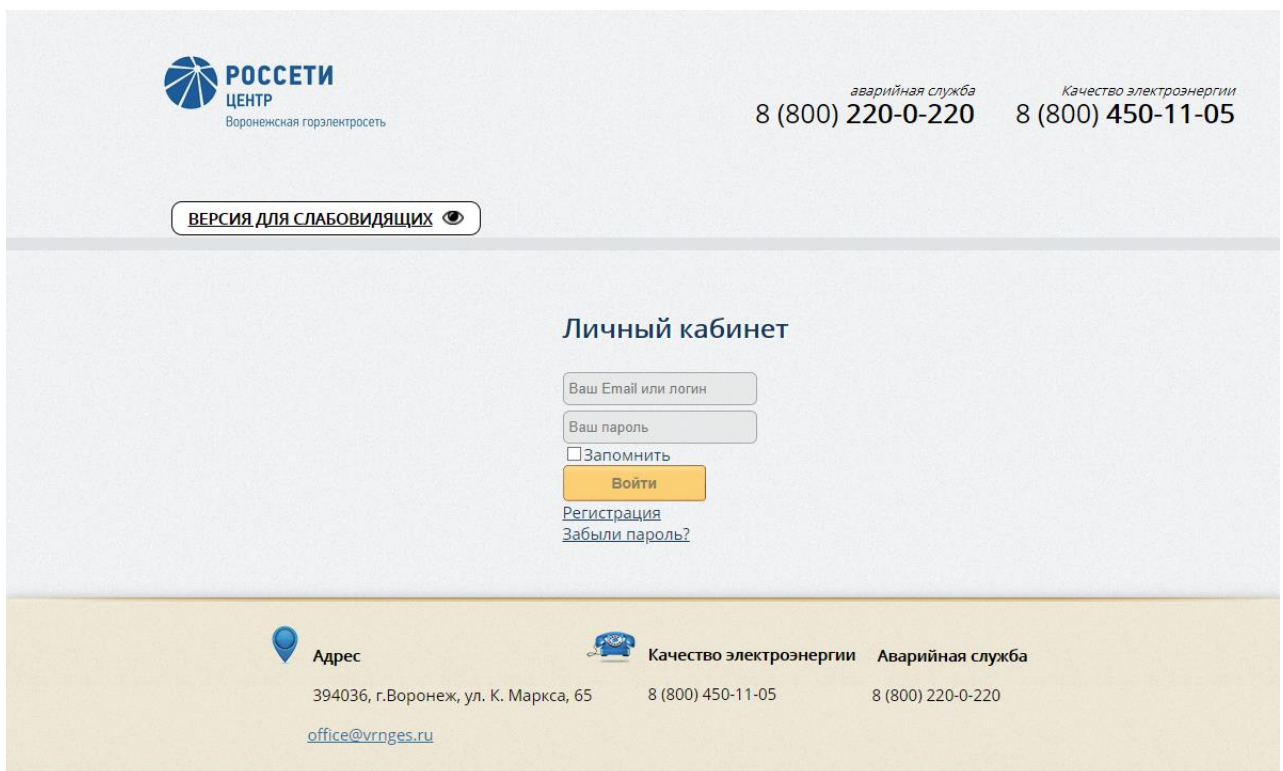 РОССЕТИ
ЦЕНТР
Воронежская горэлектросеть
аварийная служба
8 (800) 220-0-220
Качество электроэнергии
8 (800) 450-11-05
ВЕРСИЯ ДЛЯ СЛАБОВИДЯЩИХ
Личный кабинет
Ваш Email или логин
Ваш пароль
Запомнить
Войти
Регистрация
Забыли пароль?
Адрес
394036, г.Воронеж, ул. К. Маркса, 65
office@vrnges.ru
Качество электроэнергии
8 (800) 450-11-05
Аварийная служба
8 (800) 220-0-220